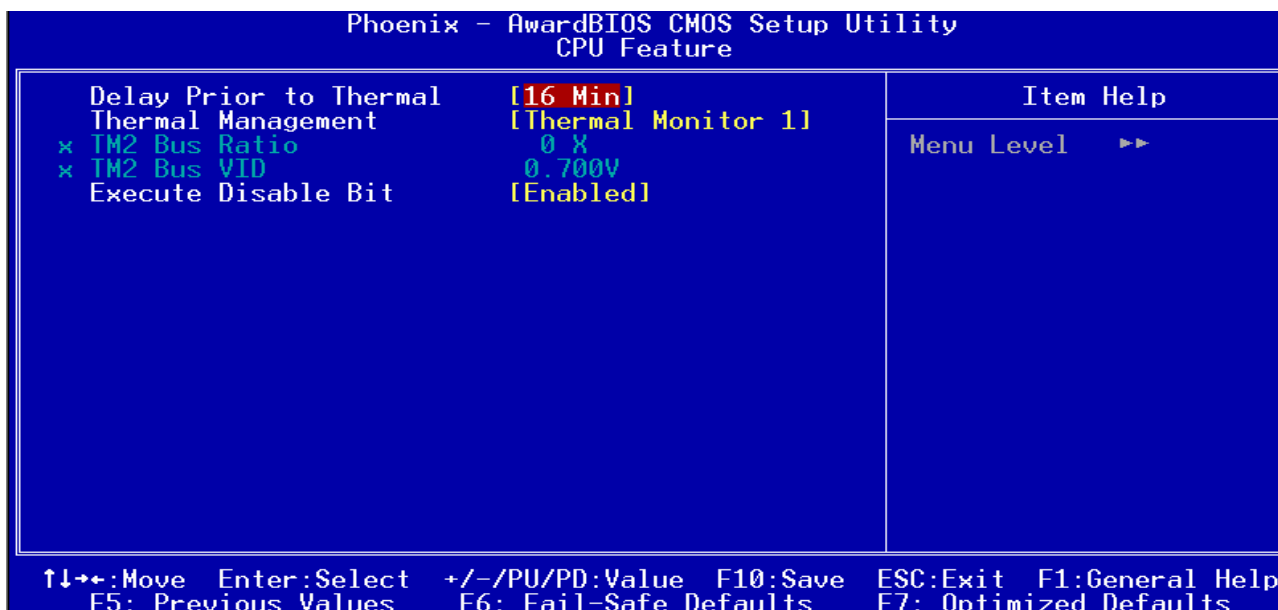 Phoenix - AwardBIOS CMOS Setup Utility
CPU Feature
Delay Prior to Thermal [16 Min]
Thermal Management [Thermal Monitor 1]
x TM2 Bus Ratio 0 X
x TM2 Bus VID 0.700V
Execute Disable Bit [Enabled]
Item Help
Menu Level ►►
↑↓→←:Move Enter:Select +/-/PU/PD:Value F10:Save ESC:Exit F1:General Help
F5: Previous Values F6: Fail-Safe Defaults F7: Optimized Defaults